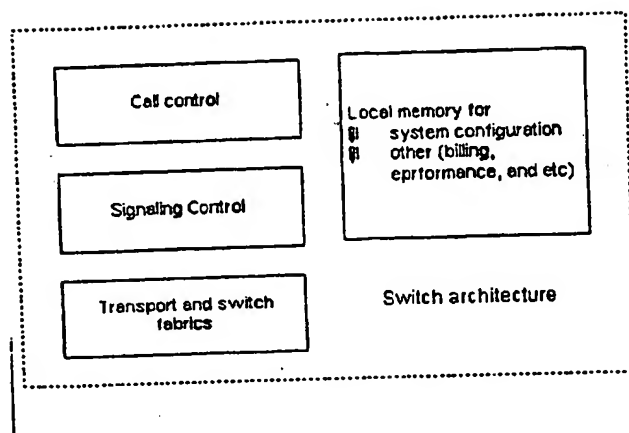 Call control
Local memory for
system configuration
other (billing,
eprformance, and etc)
Signaling Control
Transport and switch
fabrics
Switch architecture